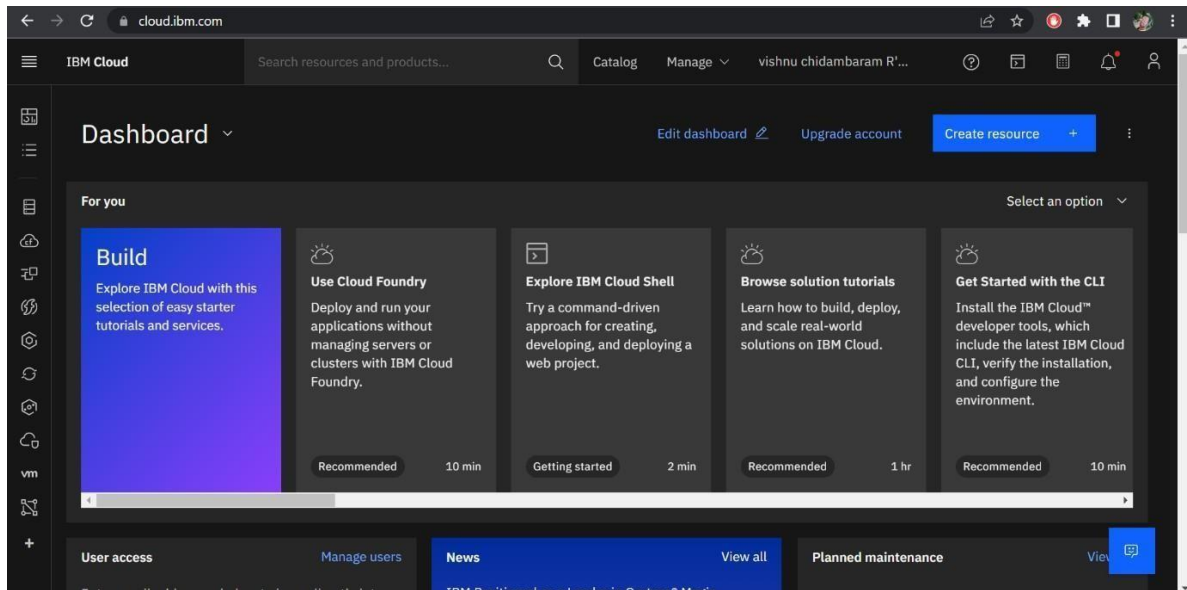 cloud.ibm.com
IBM Cloud
Search resources and products...
Catalog
Manage
vishnu chidambaram R'...
Dashboard
Edit dashboard
Upgrade account
Create resource +
For you
Select an option
Build
Explore IBM Cloud with this
selection of easy starter
tutorials and services.
Use Cloud Foundry
Deploy and run your
applications without
managing servers or
clusters with IBM Cloud
Foundry.
Recommended
10 min
Explore IBM Cloud Shell
Try a command-driven
approach for creating,
developing, and deploying a
web project.
Getting started
2 min
Browse solution tutorials
Learn how to build, deploy,
and scale real-world
solutions on IBM Cloud.
Recommended
1 hr
Get Started with the CLI
Install the IBM Cloud™
developer tools, which
include the latest IBM Cloud
CLI, verify the installation,
and configure the
environment.
Recommended
10 min
vm
User access
Manage users
News
View all
Planned maintenance